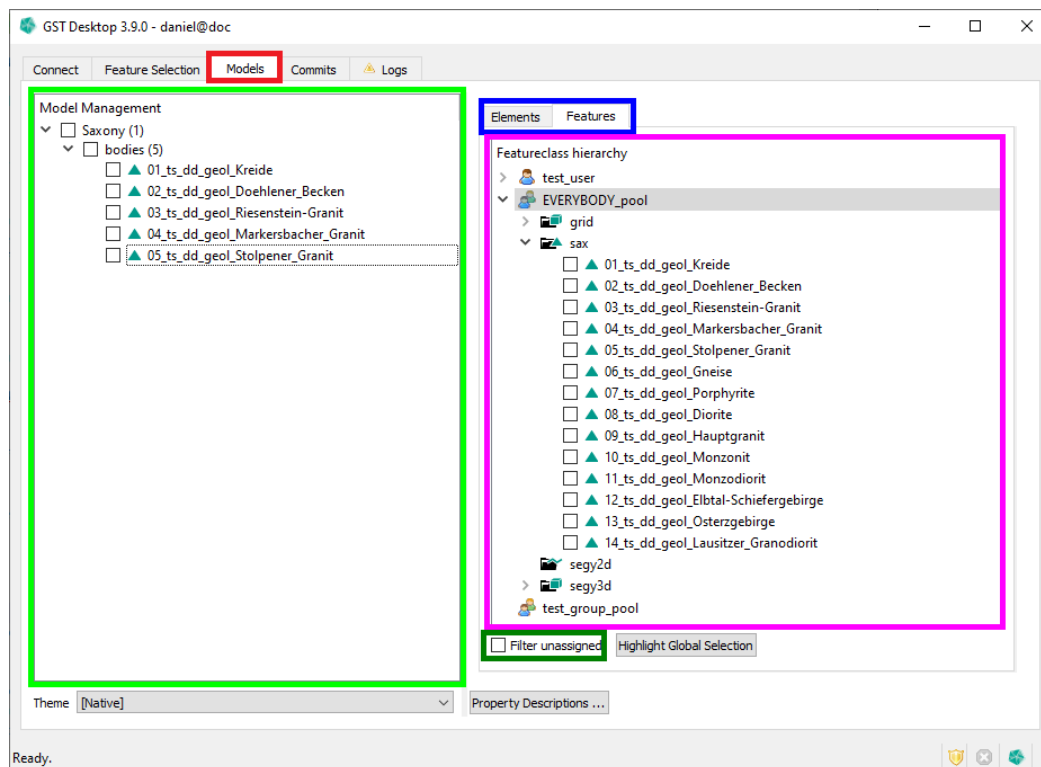 GST Desktop 3.9.0 - daniel@doc
Connect
Feature Selection
Models
Commits
Logs
Model Management
Saxony (1)
bodies (5)
01_ts_dd_geol_Kreide
02_ts_dd_geol_Doehlener_Becken
03_ts_dd_geol_Riesenstein-Granit
04_ts_dd_geol_Markersbacher_Granit
05_ts_dd_geol_Stolpener_Granit
Theme
[Native]
Elements
Features
Featureclass hierarchy
test_user
EVERYBODY_pool
grid
sax
01_ts_dd_geol_Kreide
02_ts_dd_geol_Doehlener_Becken
03_ts_dd_geol_Riesenstein-Granit
04_ts_dd_geol_Markersbacher_Granit
05_ts_dd_geol_Stolpener_Granit
06_ts_dd_geol_Gneise
07_ts_dd_geol_Porphyrite
08_ts_dd_geol_Diorite
09_ts_dd_geol_Hauptgranit
10_ts_dd_geol_Monzonit
11_ts_dd_geol_Monzodiorit
12_ts_dd_geol_Elbtal-Schiefergebirge
13_ts_dd_geol_Osterzgebirge
14_ts_dd_geol_Lausitzer_Granodiorit
segy2d
segy3d
test_group_pool
Filter unassigned
Highlight Global Selection
Property Descriptions ...
Ready.